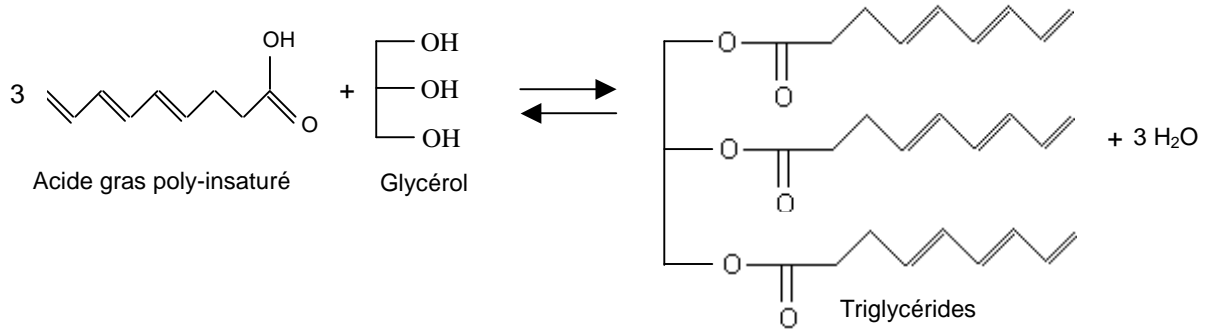 3
OH
O
Acide gras poly-insaturé
+
OH
OH
OH
Glycérol
O
O
O
O
O
O
Triglycérides
+ 3 H₂O